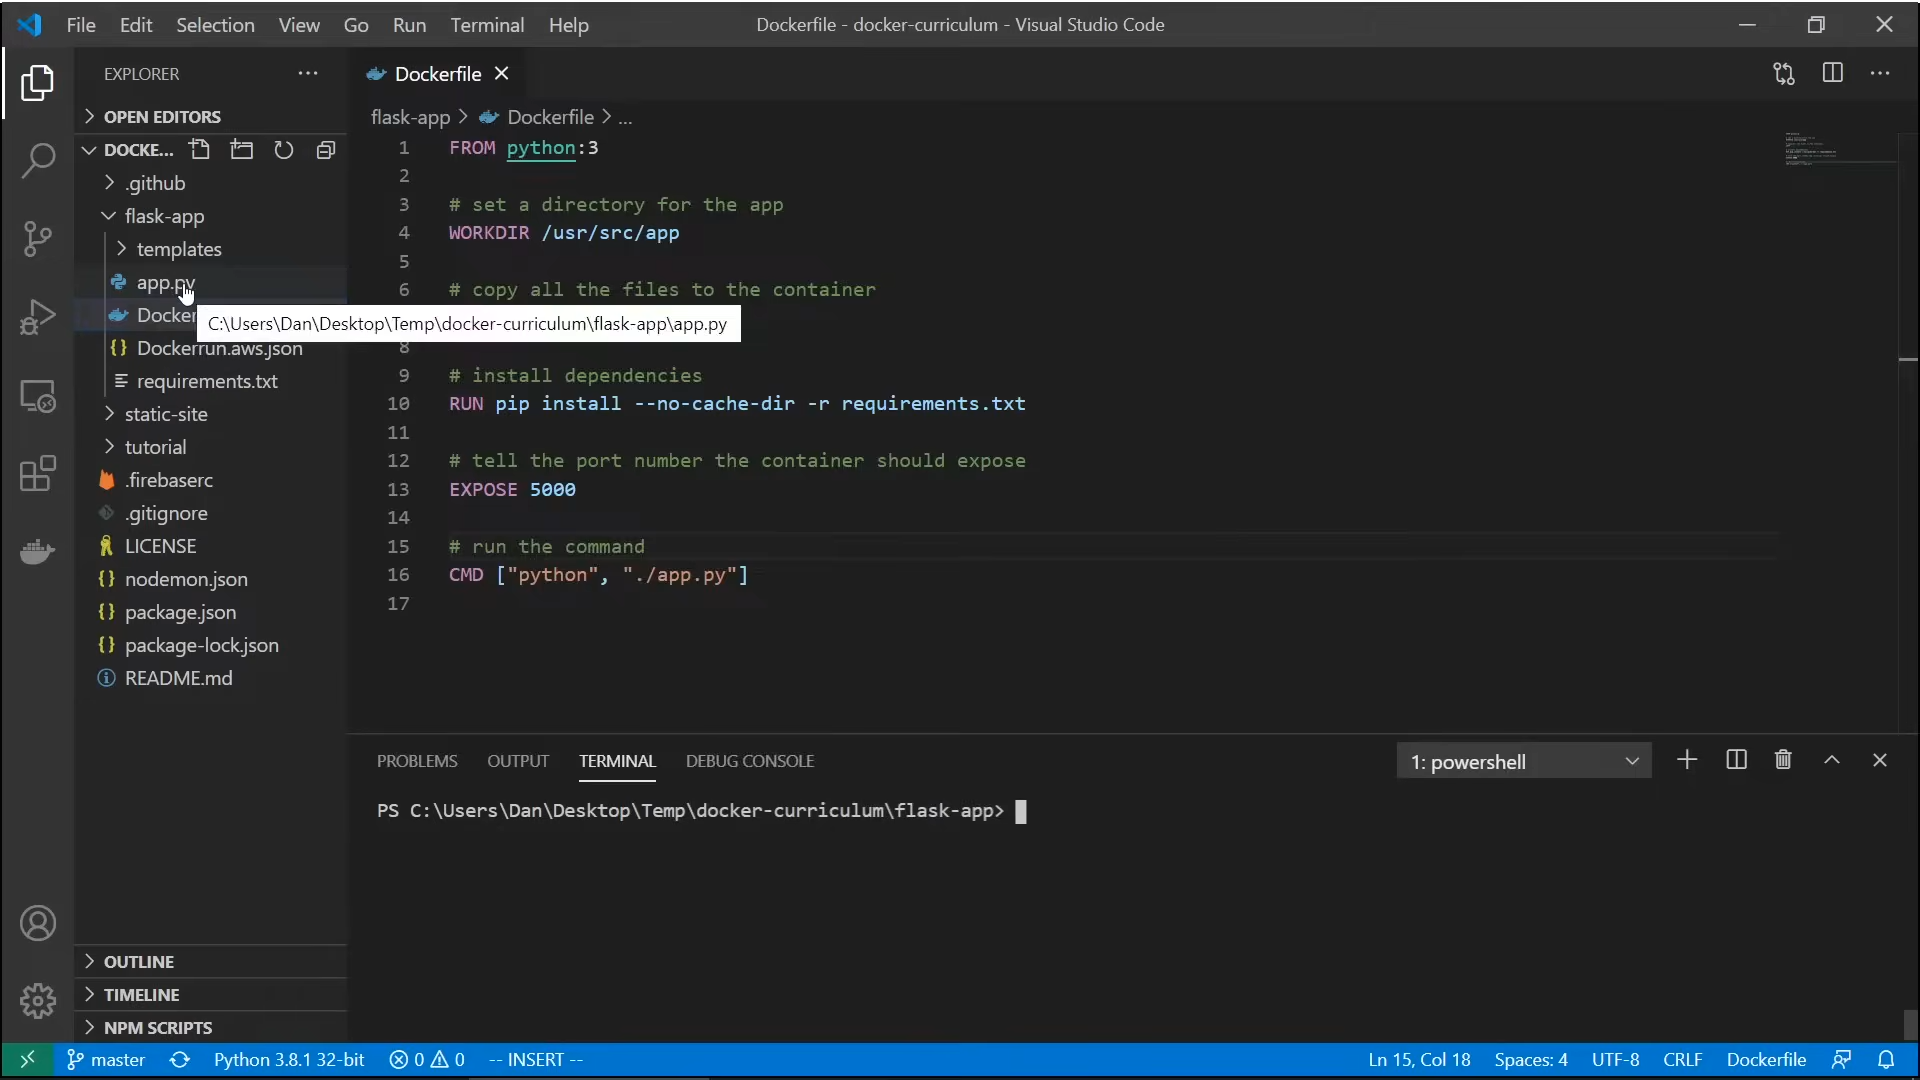 File Edit Selection View Go Run Terminal Help
Dockerfile - docker-curriculum - Visual Studio Code
EXPLORER
OPEN EDITORS
DOCKE...
.github
flask-app
templates
app.py
Docker
Dockerrun.aws.json
requirements.txt
static-site
tutorial
.firebaserc
.gitignore
LICENSE
nodemon.json
package.json
package-lock.json
README.md
OUTLINE
TIMELINE
NPM SCRIPTS
C:\Users\Dan\Desktop\Temp\docker-curriculum\flask-app\app.py
Dockerfile
flask-app > Dockerfile > ...
1 FROM python:3
2
3 # set a directory for the app
4 WORKDIR /usr/src/app
5
6 # copy all the files to the container
8
9 # install dependencies
10 RUN pip install --no-cache-dir -r requirements.txt
11
12 # tell the port number the container should expose
13 EXPOSE 5000
14
15 # run the command
16 CMD ["python", "./app.py"]
17
PROBLEMS OUTPUT TERMINAL DEBUG CONSOLE
1: powershell
PS C:\Users\Dan\Desktop\Temp\docker-curriculum\flask-app>
master Python 3.8.1 32-bit 0 0 -- INSERT --
Ln 15, Col 18 Spaces: 4 UTF-8 CRLF Dockerfile